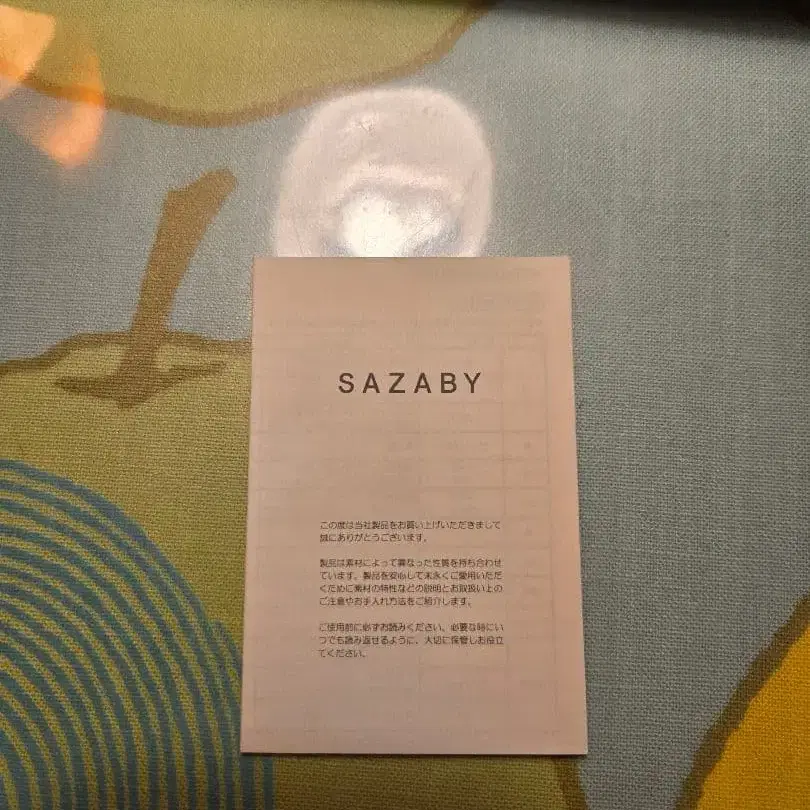 SAZABY
この度は当社製品をお買い上げいただきまして
誠にありがとうございます。
製品は素材によって異なった性質を持ち合わせ
ています。製品を安心して末永くご愛用いただ
くために素材の特性などの説明とお取扱い上の
ご注意やお手入れ方法をご紹介します。
ご使用前に必ずお読みください。必要な時にい
つでも読み返せるように、大切に保管しお役立
てください。